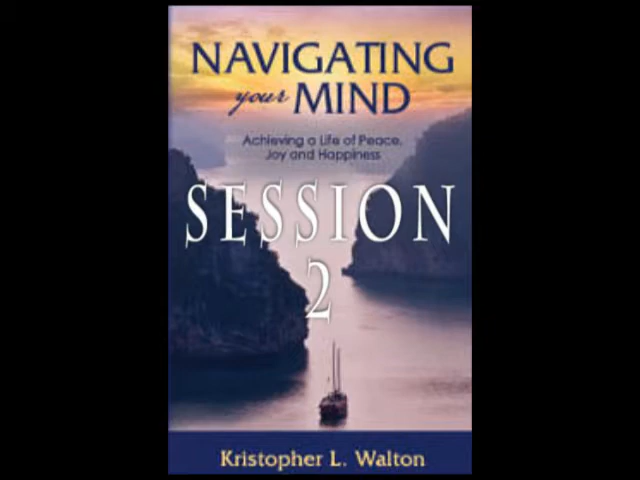 NAVIGATING
your MIND
Achieving a Life of Peace,
Joy and Happiness
SESSION
2
Kristopher L. Walton